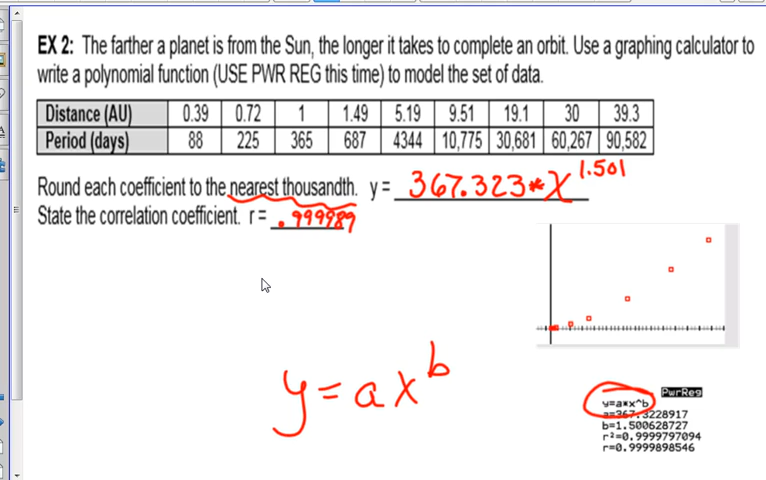 EX 2: The farther a planet is from the Sun, the longer it takes to complete an orbit. Use a graphing calculator to
write a polynomial function (USE PWR REG this time) to model the set of data.
Distance (AU) 0.39 0.72 1 1.49 5.19 9.51 19.1 30 39.3
Period (days) 88 225 365 687 4344 10,775 30,681 60,267 90,582
Round each coefficient to the nearest thousandth. y = 367.323*x^1.501
State the correlation coefficient. r = .999989
y = ax^b
PwrReg
y=a*x^b
a=367.3228917
b=1.500628727
r²=0.9999797094
r=0.9999898546